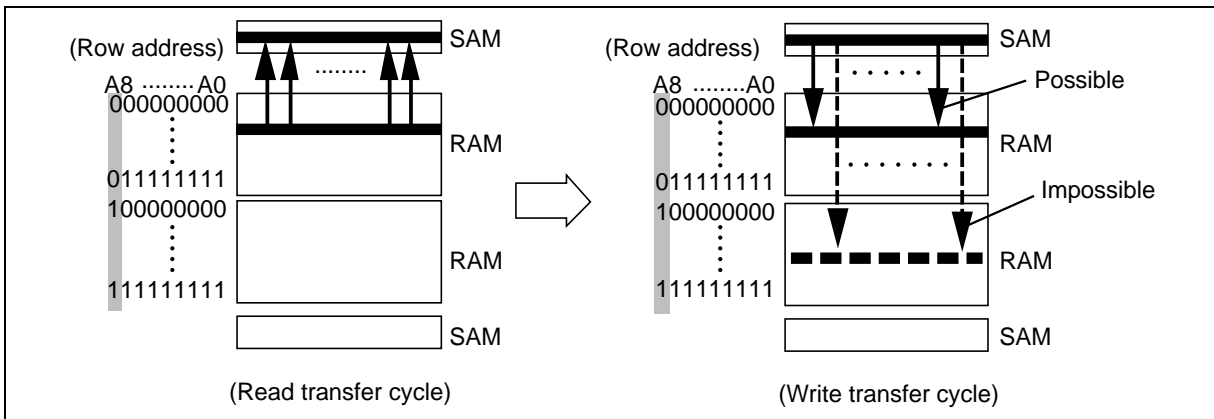 (Row address)
A8 ........A0
000000000
011111111
100000000
111111111
SAM
........
RAM
RAM
SAM
(Read transfer cycle)
(Row address)
A8 ........A0
000000000
011111111
100000000
111111111
SAM
Possible
RAM
Impossible
RAM
SAM
(Write transfer cycle)